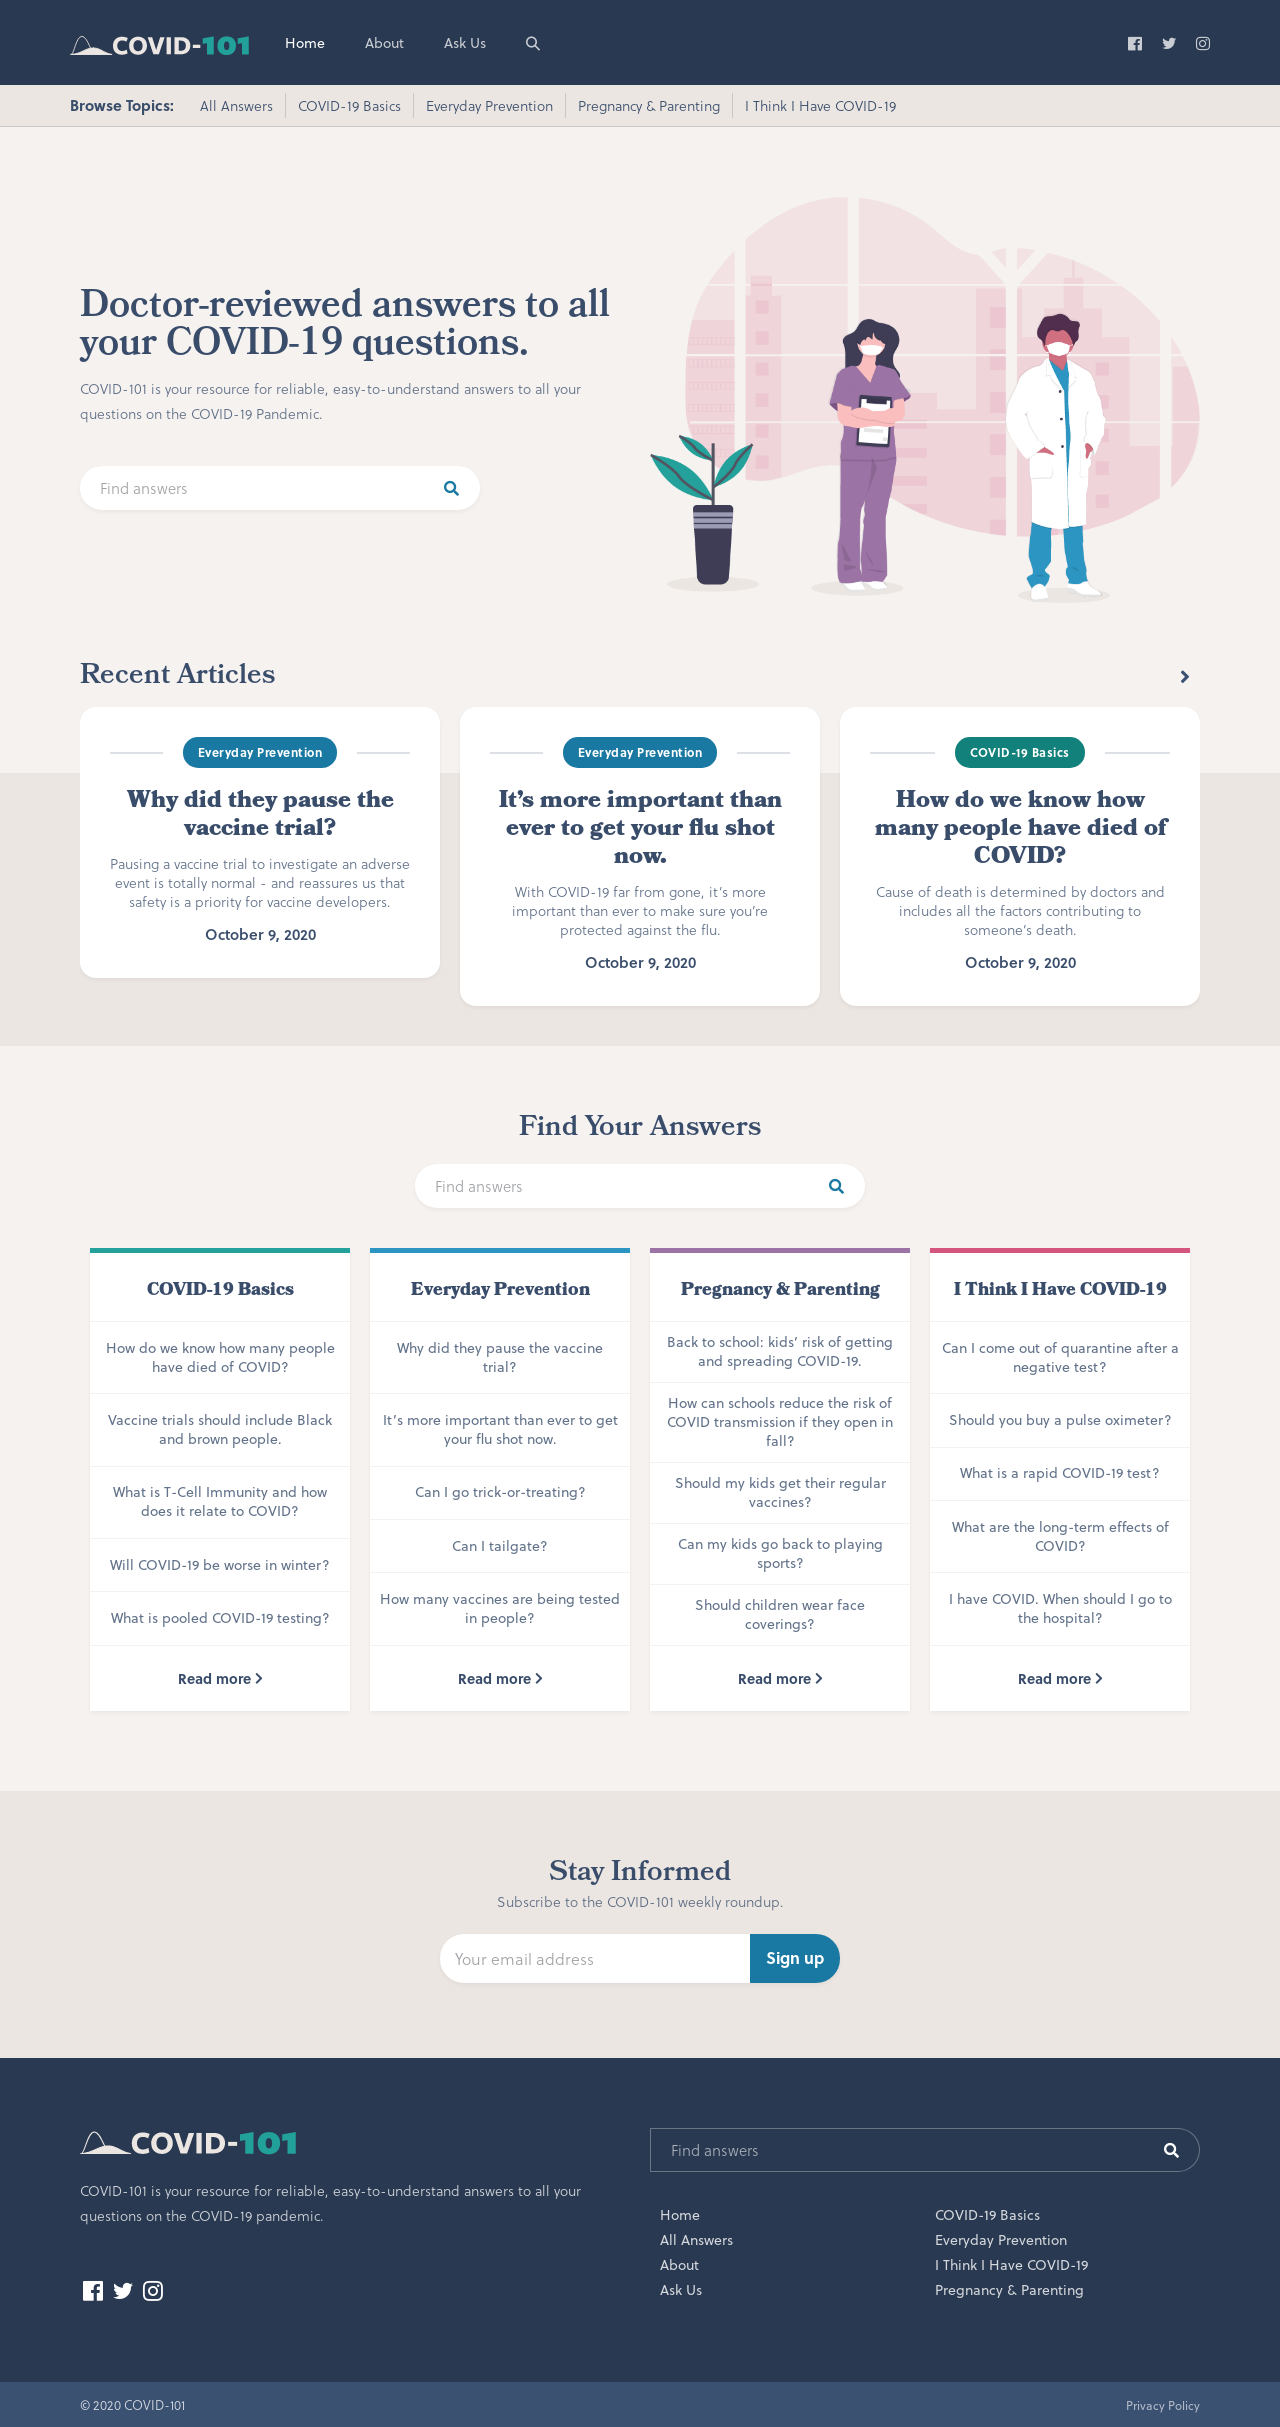 COVID-101
Home
About
Ask Us
Browse Topics:
All Answers
COVID-19 Basics
Everyday Prevention
Pregnancy & Parenting
I Think I Have COVID-19
Doctor-reviewed answers to all
your COVID-19 questions.
COVID-101 is your resource for reliable, easy-to-understand answers to all your
questions on the COVID-19 Pandemic.
Find answers
Recent Articles
Everyday Prevention
Why did they pause the
vaccine trial?
Pausing a vaccine trial to investigate an adverse
event is totally normal - and reassures us that
safety is a priority for vaccine developers.
October 9, 2020
Everyday Prevention
It’s more important than
ever to get your flu shot
now.
With COVID-19 far from gone, it’s more
important than ever to make sure you’re
protected against the flu.
October 9, 2020
COVID-19 Basics
How do we know how
many people have died of
COVID?
Cause of death is determined by doctors and
includes all the factors contributing to
someone’s death.
October 9, 2020
Find Your Answers
Find answers
COVID-19 Basics
How do we know how many people
have died of COVID?
Vaccine trials should include Black
and brown people.
What is T-Cell Immunity and how
does it relate to COVID?
Will COVID-19 be worse in winter?
What is pooled COVID-19 testing?
Read more
Everyday Prevention
Why did they pause the vaccine
trial?
It’s more important than ever to get
your flu shot now.
Can I go trick-or-treating?
Can I tailgate?
How many vaccines are being tested
in people?
Read more
Pregnancy & Parenting
Back to school: kids’ risk of getting
and spreading COVID-19.
How can schools reduce the risk of
COVID transmission if they open in
fall?
Should my kids get their regular
vaccines?
Can my kids go back to playing
sports?
Should children wear face
coverings?
Read more
I Think I Have COVID-19
Can I come out of quarantine after a
negative test?
Should you buy a pulse oximeter?
What is a rapid COVID-19 test?
What are the long-term effects of
COVID?
I have COVID. When should I go to
the hospital?
Read more
Stay Informed
Subscribe to the COVID-101 weekly roundup.
Your email address
Sign up
COVID-101
COVID-101 is your resource for reliable, easy-to-understand answers to all your
questions on the COVID-19 pandemic.
Find answers
Home
All Answers
About
Ask Us
COVID-19 Basics
Everyday Prevention
I Think I Have COVID-19
Pregnancy & Parenting
© 2020 COVID-101
Privacy Policy